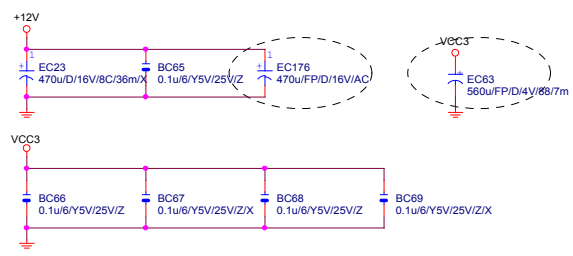 +12V
VCC3
1
EC23
470u/D/16V/8C/36m/X
BC65
0.1u/6/Y5V/25V/Z
1
EC176
470u/FP/D/16V/AC
EC63
560u/FP/D/4V/88/7m
VCC3
BC66
0.1u/6/Y5V/25V/Z
BC67
0.1u/6/Y5V/25V/Z/X
BC68
0.1u/6/Y5V/25V/Z
BC69
0.1u/6/Y5V/25V/Z/X